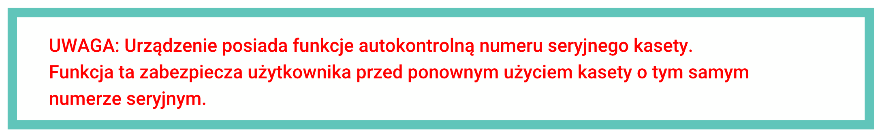 UWAGA: Urządzenie posiada funkcje autokontrolną numeru seryjnego kasety.
Funkcja ta zabezpiecza użytkownika przed ponownym użyciem kasety o tym samym
numerze seryjnym.